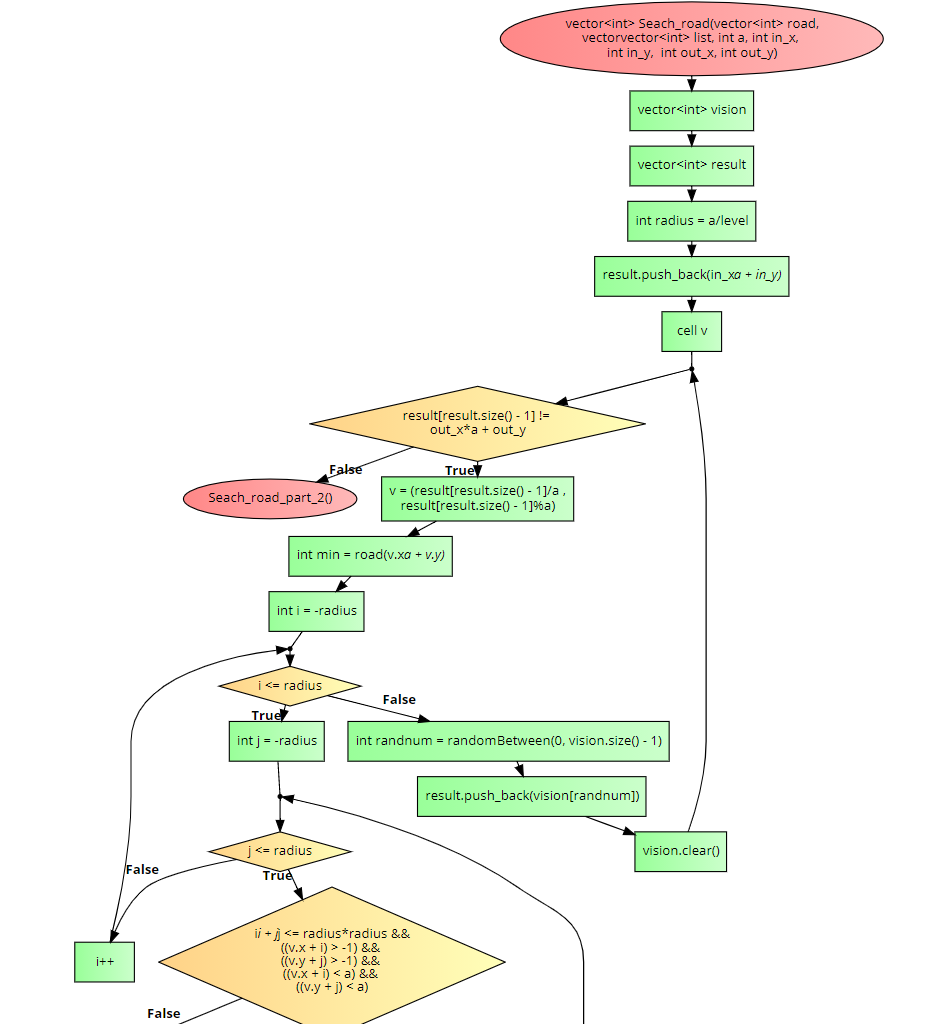 vector<int> Seach_road(vector<int> road,
vectorvector<int> list, int a, int in_x,
int in_y,  int out_x, int out_y)
vector<int> vision
vector<int> result
int radius = a/level
result.push_back(in_xa + in_y)
cell v
result[result.size() - 1] !=
out_x*a + out_y
False
True
Seach_road_part_2()
v = (result[result.size() - 1]/a ,
result[result.size() - 1]%a)
int min = road(v.xa + v.y)
int i = -radius
i <= radius
False
True
int j = -radius
int randnum = randomBetween(0, vision.size() - 1)
result.push_back(vision[randnum])
vision.clear()
j <= radius
False
True
i++
ii + jj <= radius*radius &&
((v.x + i) > -1) &&
((v.y + j) > -1) &&
((v.x + i) < a) &&
((v.y + j) < a)
False